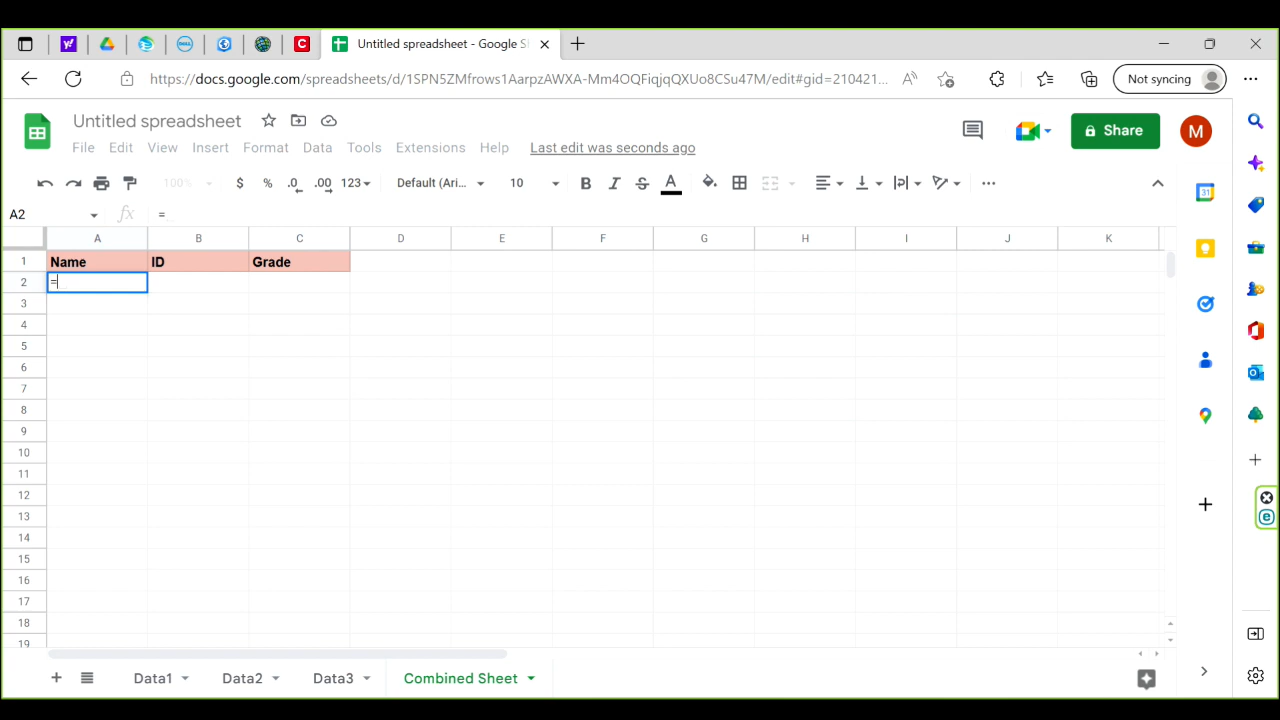 Untitled spreadsheet - Google S
https://docs.google.com/spreadsheets/d/1SPN5ZMfrows1AarpzAWXA-Mm4OQFiqjqQXUo8CSu47M/edit#gid=210421...
Not syncing
Untitled spreadsheet
Share
M
File Edit View Insert Format Data Tools Extensions Help Last edit was seconds ago
100% $ % .0 .00 123 Default (Ari... 10 B I S A
A2 fx =
A B C D E F G H I J K
1 Name ID Grade
2 =
3
4
5
6
7
8
9
10
11
12
13
14
15
16
17
18
19
Data1 Data2 Data3 Combined Sheet